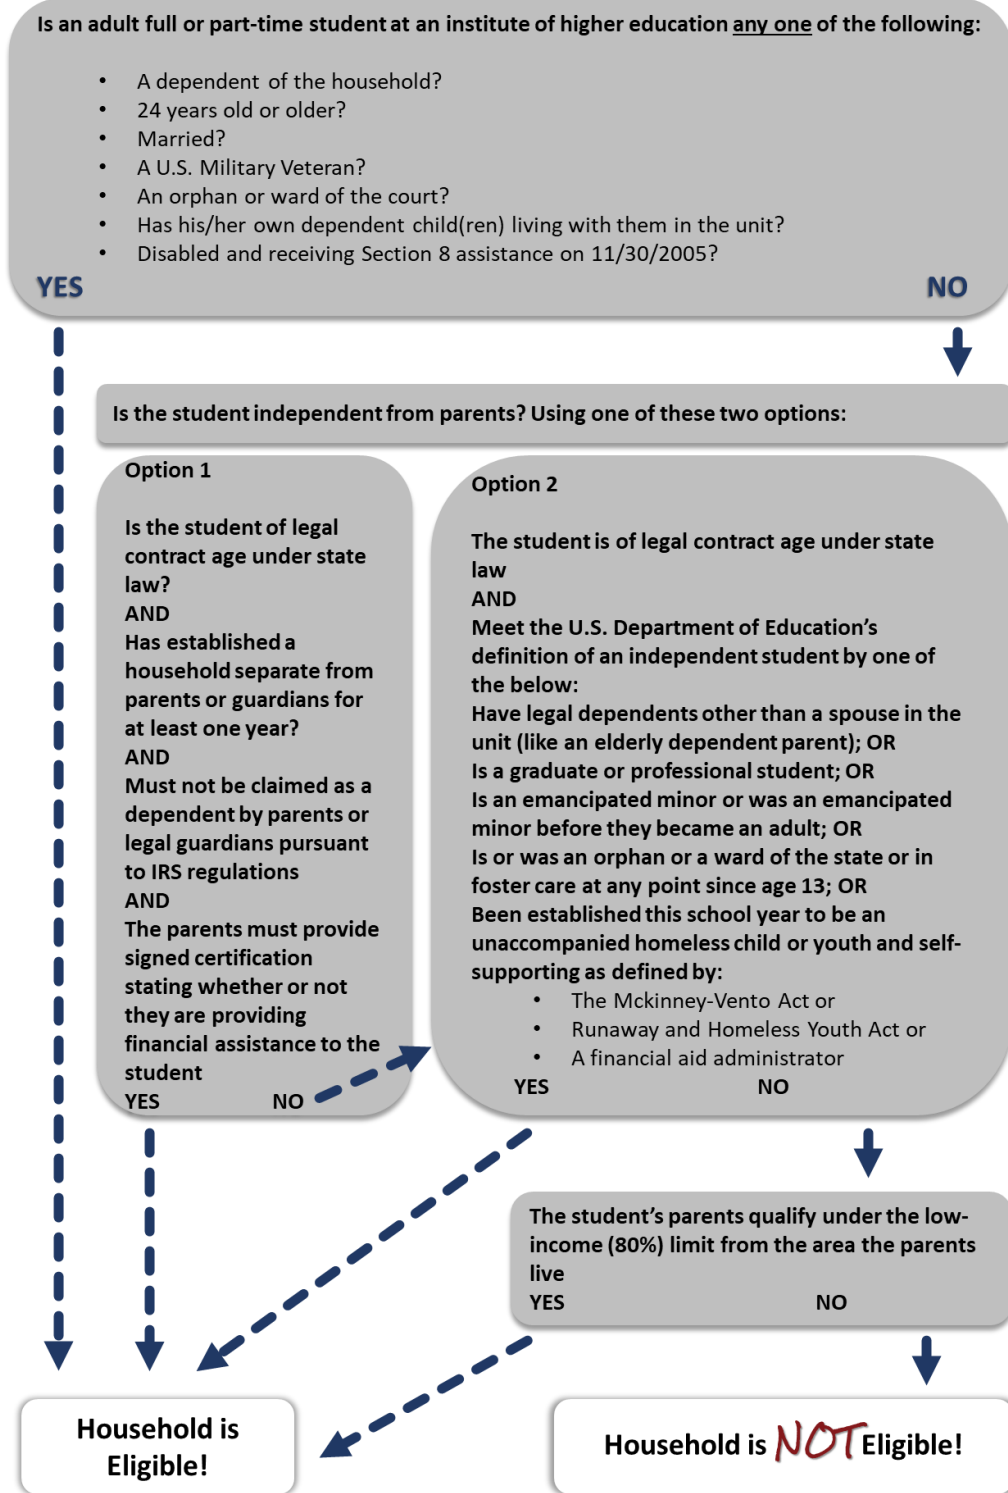 Is an adult full or part-time student at an institute of higher education any one of the following:
• A dependent of the household?
• 24 years old or older?
• Married?
• A U.S. Military Veteran?
• An orphan or ward of the court?
• Has his/her own dependent child(ren) living with them in the unit?
• Disabled and receiving Section 8 assistance on 11/30/2005?
YES NO
Is the student independent from parents? Using one of these two options:
Option 1
Is the student of legal
contract age under state
law?
AND
Has established a
household separate from
parents or guardians for
at least one year?
AND
Must not be claimed as a
dependent by parents or
legal guardians pursuant
to IRS regulations
AND
The parents must provide
signed certification
stating whether or not
they are providing
financial assistance to the
student
YES NO
Option 2
The student is of legal contract age under state
law
AND
Meet the U.S. Department of Education's
definition of an independent student by one of
the below:
Have legal dependents other than a spouse in the
unit (like an elderly dependent parent); OR
Is a graduate or professional student; OR
Is an emancipated minor or was an emancipated
minor before they became an adult; OR
Is or was an orphan or a ward of the state or in
foster care at any point since age 13; OR
Been established this school year to be an
unaccompanied homeless child or youth and self-
supporting as defined by:
• The Mckinney-Vento Act or
• Runaway and Homeless Youth Act or
• A financial aid administrator
YES NO
The student's parents qualify under the low-
income (80%) limit from the area the parents
live
YES NO
Household is
Eligible!
Household is NOT Eligible!